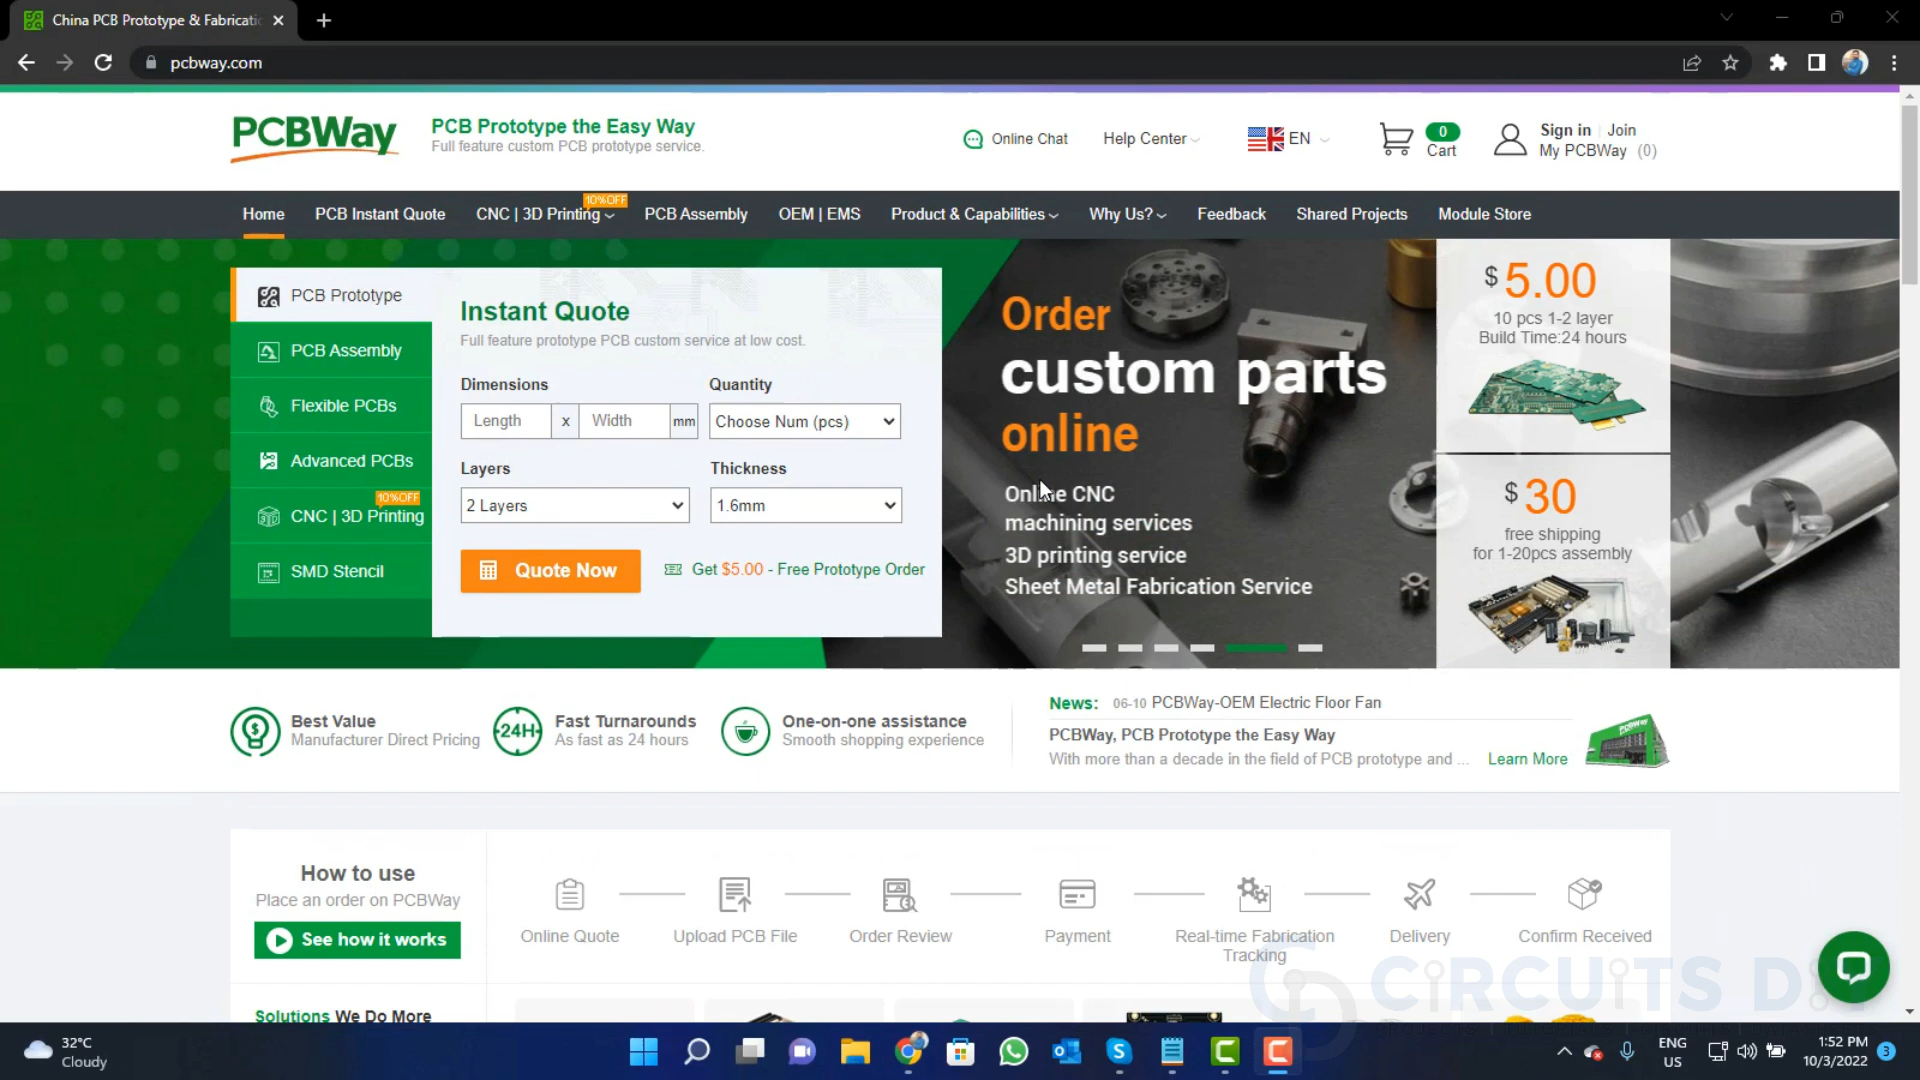 China PCB Prototype & Fabricatic
pcbway.com
PCBWay
PCB Prototype the Easy Way
Full feature custom PCB prototype service.
Online Chat
Help Center
EN
0
Cart
Sign in | Join
My PCBWay (0)
Home
PCB Instant Quote
CNC | 3D Printing
10%OFF
PCB Assembly
OEM | EMS
Product & Capabilities
Why Us?
Feedback
Shared Projects
Module Store
PCB Prototype
PCB Assembly
Flexible PCBs
Advanced PCBs
10%OFF
CNC | 3D Printing
SMD Stencil
Instant Quote
Full feature prototype PCB custom service at low cost.
Dimensions
Quantity
Length x Width mm
Choose Num (pcs)
Layers
Thickness
2 Layers
1.6mm
Quote Now
Get $5.00 - Free Prototype Order
Order
custom parts
online
Online CNC
machining services
3D printing service
Sheet Metal Fabrication Service
$ 5.00
10 pcs 1-2 layer
Build Time:24 hours
$ 30
free shipping
for 1-20pcs assembly
Best Value
Manufacturer Direct Pricing
24H
Fast Turnarounds
As fast as 24 hours
One-on-one assistance
Smooth shopping experience
News: 06-10 PCBWay-OEM Electric Floor Fan
PCBWay, PCB Prototype the Easy Way
With more than a decade in the field of PCB prototype and ...
Learn More
How to use
Place an order on PCBWay
See how it works
Online Quote
Upload PCB File
Order Review
Payment
Real-time Fabrication
Tracking
Delivery
Confirm Received
Solutions We Do More
CIRCUITS D
32°C
Cloudy
ENG
US
1:52 PM
10/3/2022
3